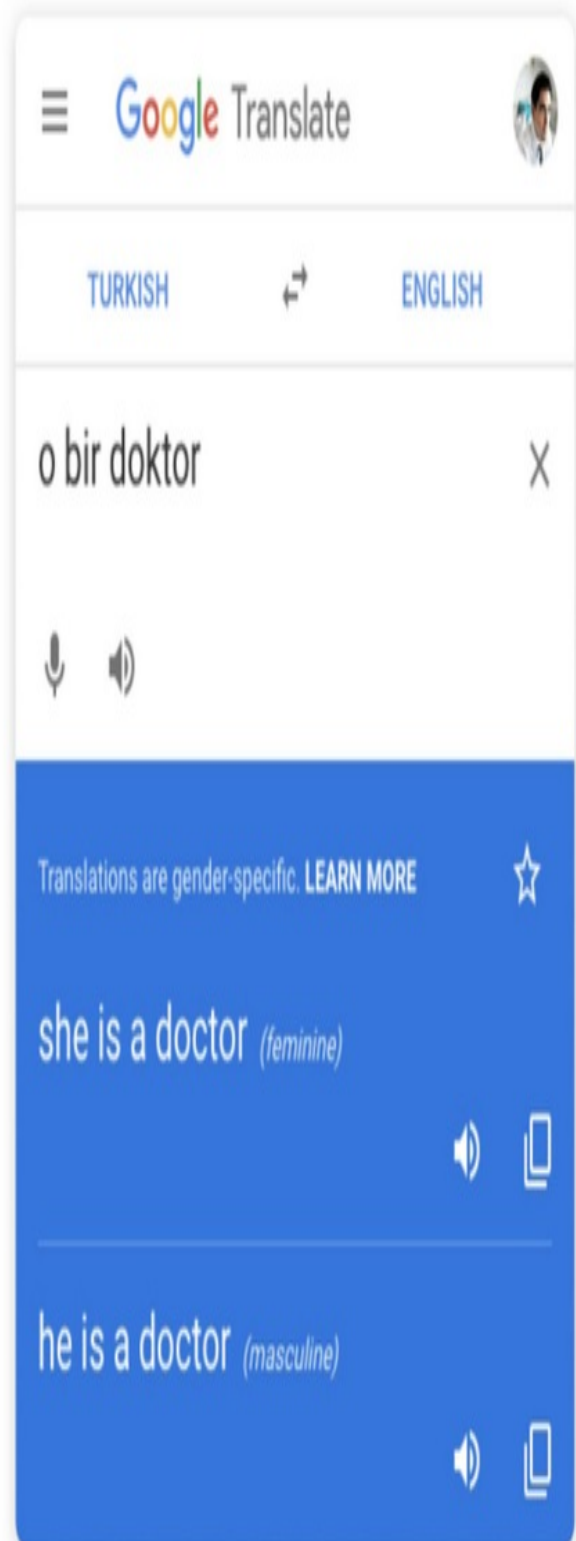 Google Translate
TURKISH ENGLISH
o bir doktor
Translations are gender-specific. LEARN MORE
she is a doctor (feminine)
he is a doctor (masculine)